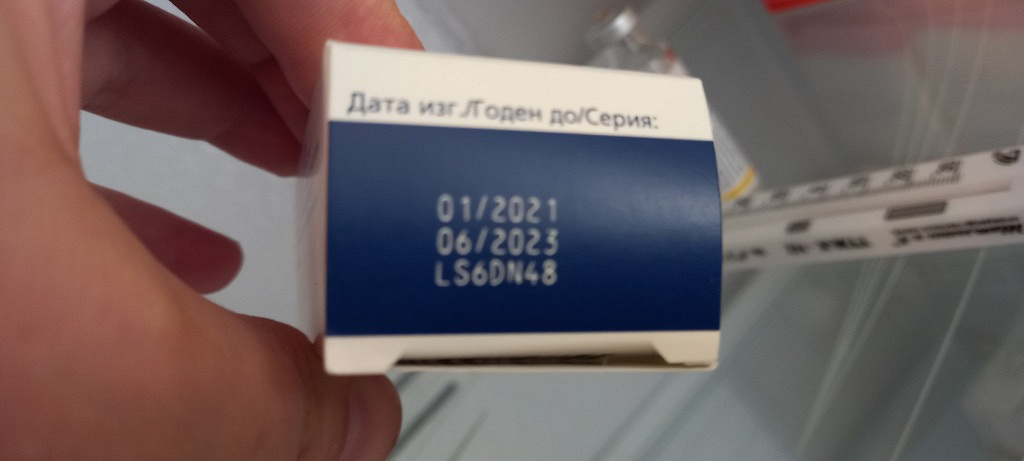 Дата изг./Годен до/Серия:
01/2021
06/2023
LS6DN48